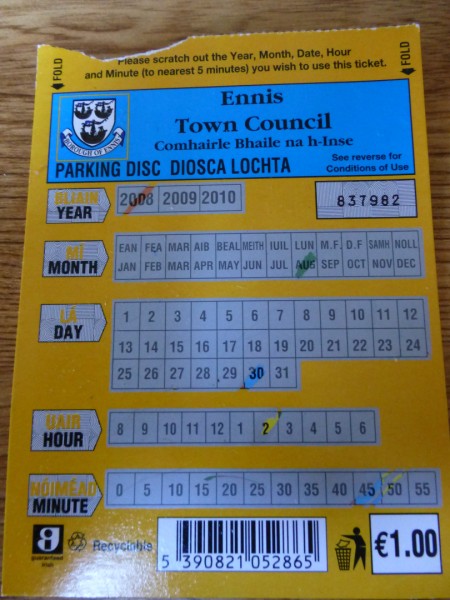 FOLD
Please scratch out the Year, Month, Date, Hour
and Minute (to nearest 5 minutes) you wish to use this ticket.
FOLD
BOROUGH OF ENNIS
Ennis
Town Council
Comhairle Bhaile na h-Inse
PARKING DISC DIOSCA LOCHTA
See reverse for
Conditions of Use
BLIAIN
YEAR
2008 2009 2010
837982
MÍ
MONTH
EAN FEA MAR AIB BEAL MEITH IUIL LUN M.F. D.F SAMH NOLL
JAN FEB MAR APR MAY JUN JUL AUG SEP OCT NOV DEC
LÁ
DAY
1 2 3 4 5 6 7 8 9 10 11 12
13 14 15 16 17 18 19 20 21 22 23 24
25 26 27 28 29 30 31
UAIR
HOUR
8 9 10 11 12 1 2 3 4 5 6
NÓIMÉAD
MINUTE
0 5 10 15 20 25 30 35 40 45 50 55
guaranteed
irish
Recyclable
5 390821 052865
€1.00